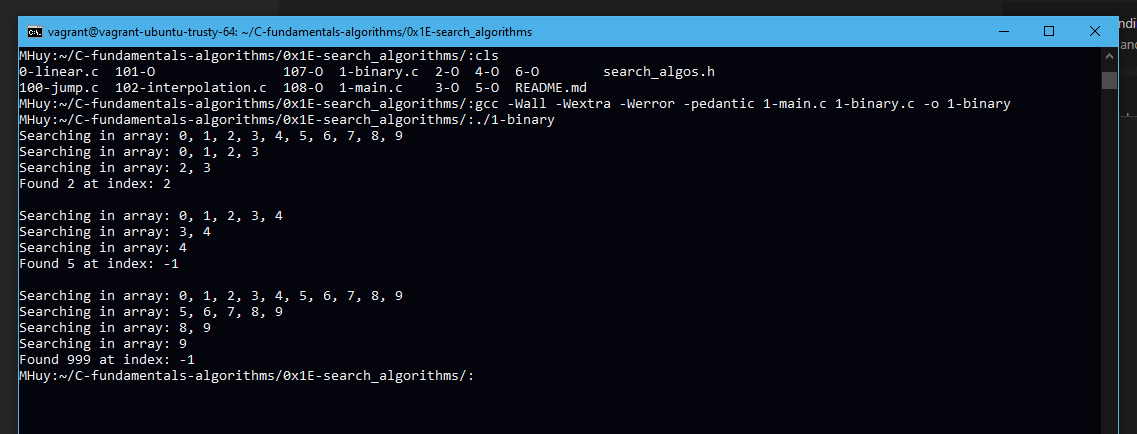 vagrant@vagrant-ubuntu-trusty-64: ~/C-fundamentals-algorithms/0x1E-search_algorithms
MHuy:~/C-fundamentals-algorithms/0x1E-search_algorithms/:cls
0-linear.c  101-O                107-O  1-binary.c  2-O  4-O  6-O        search_algos.h
100-jump.c  102-interpolation.c  108-O  1-main.c    3-O  5-O  README.md
MHuy:~/C-fundamentals-algorithms/0x1E-search_algorithms/:gcc -Wall -Wextra -Werror -pedantic 1-main.c 1-binary.c -o 1-binary
MHuy:~/C-fundamentals-algorithms/0x1E-search_algorithms/:./1-binary
Searching in array: 0, 1, 2, 3, 4, 5, 6, 7, 8, 9
Searching in array: 0, 1, 2, 3
Searching in array: 2, 3
Found 2 at index: 2
Searching in array: 0, 1, 2, 3, 4
Searching in array: 3, 4
Searching in array: 4
Found 5 at index: -1
Searching in array: 0, 1, 2, 3, 4, 5, 6, 7, 8, 9
Searching in array: 5, 6, 7, 8, 9
Searching in array: 8, 9
Searching in array: 9
Found 999 at index: -1
MHuy:~/C-fundamentals-algorithms/0x1E-search_algorithms/: